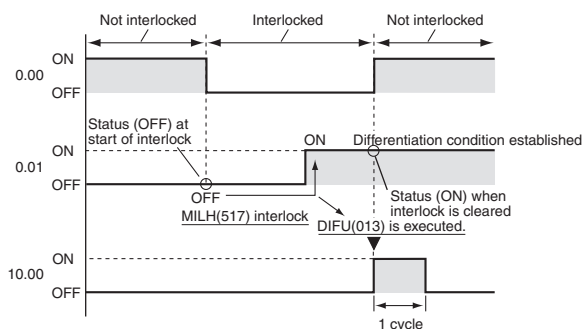 Not interlocked
Interlocked
Not interlocked
ON
0.00
OFF
Status (OFF) at
start of interlock
ON
Differentiation condition established
ON
0.01
OFF
OFF
MILH(517) interlock
Status (ON) when
interlock is cleared
DIFU(013) is executed.
ON
10.00
OFF
1 cycle